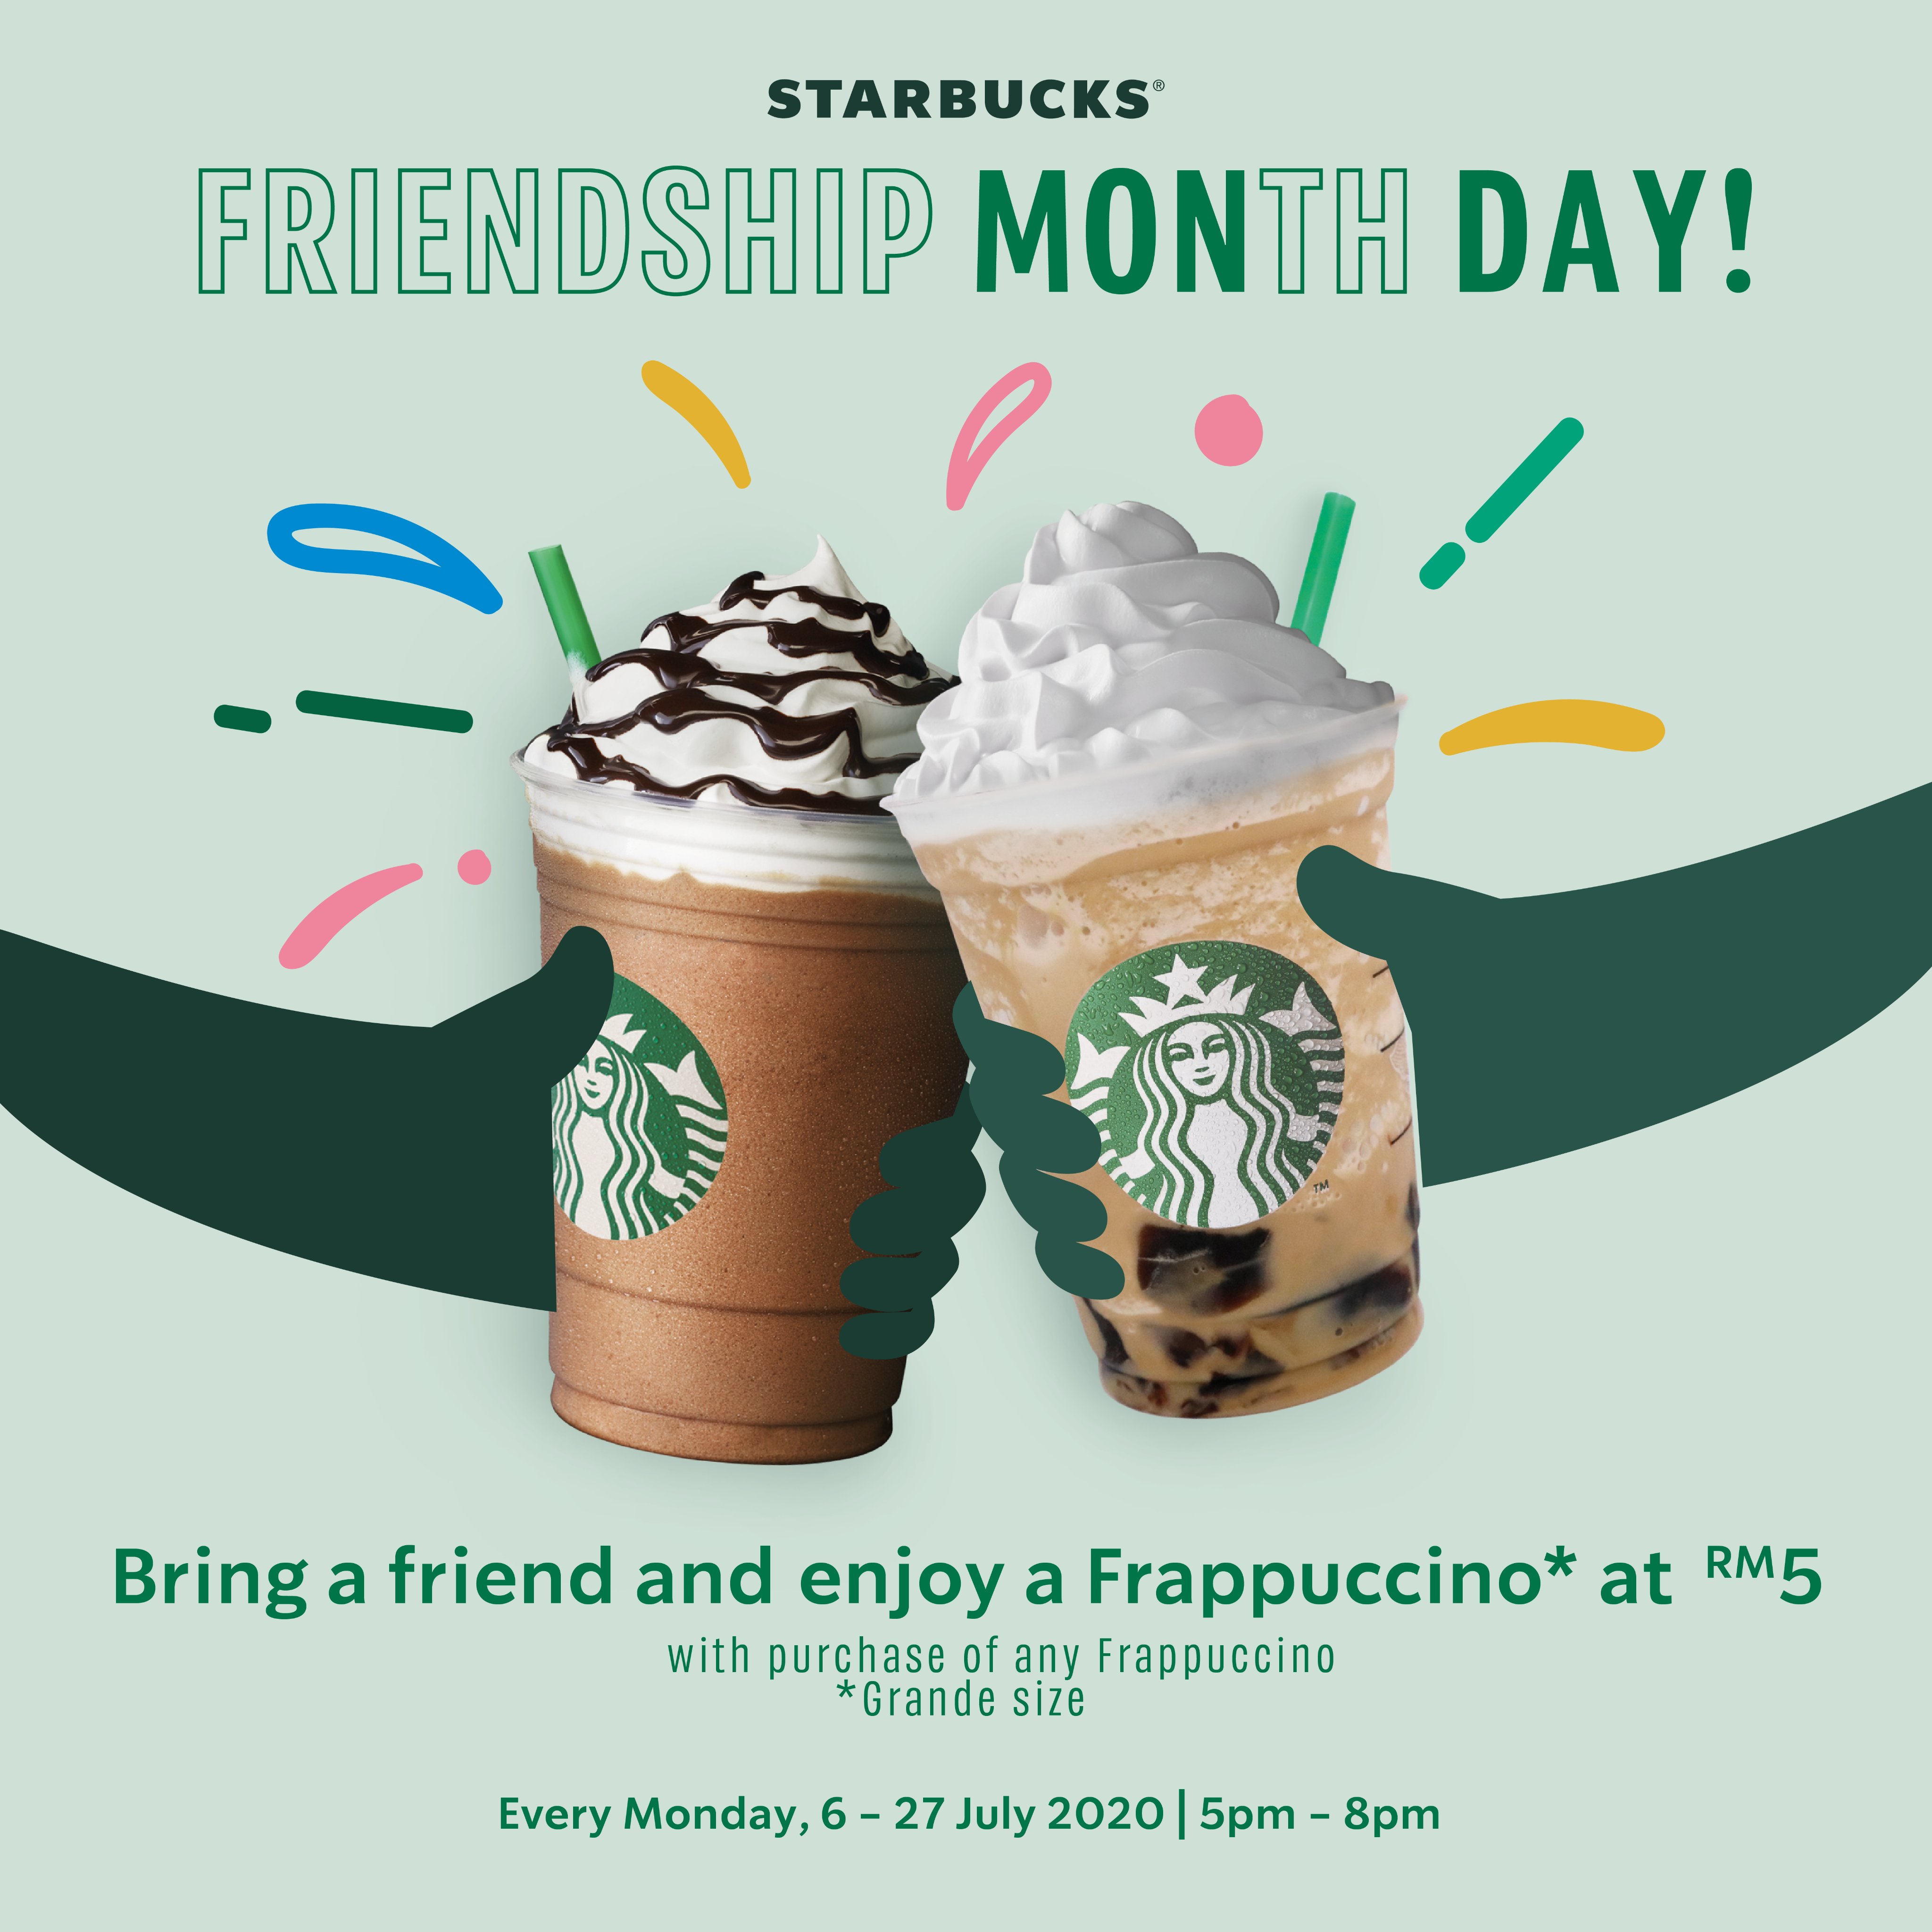 STARBUCKS®
FRIENDSHIP MONTH DAY!
TM
Bring a friend and enjoy a Frappuccino* at RM5
with purchase of any Frappuccino
*Grande size
Every Monday, 6 – 27 July 2020 | 5pm – 8pm